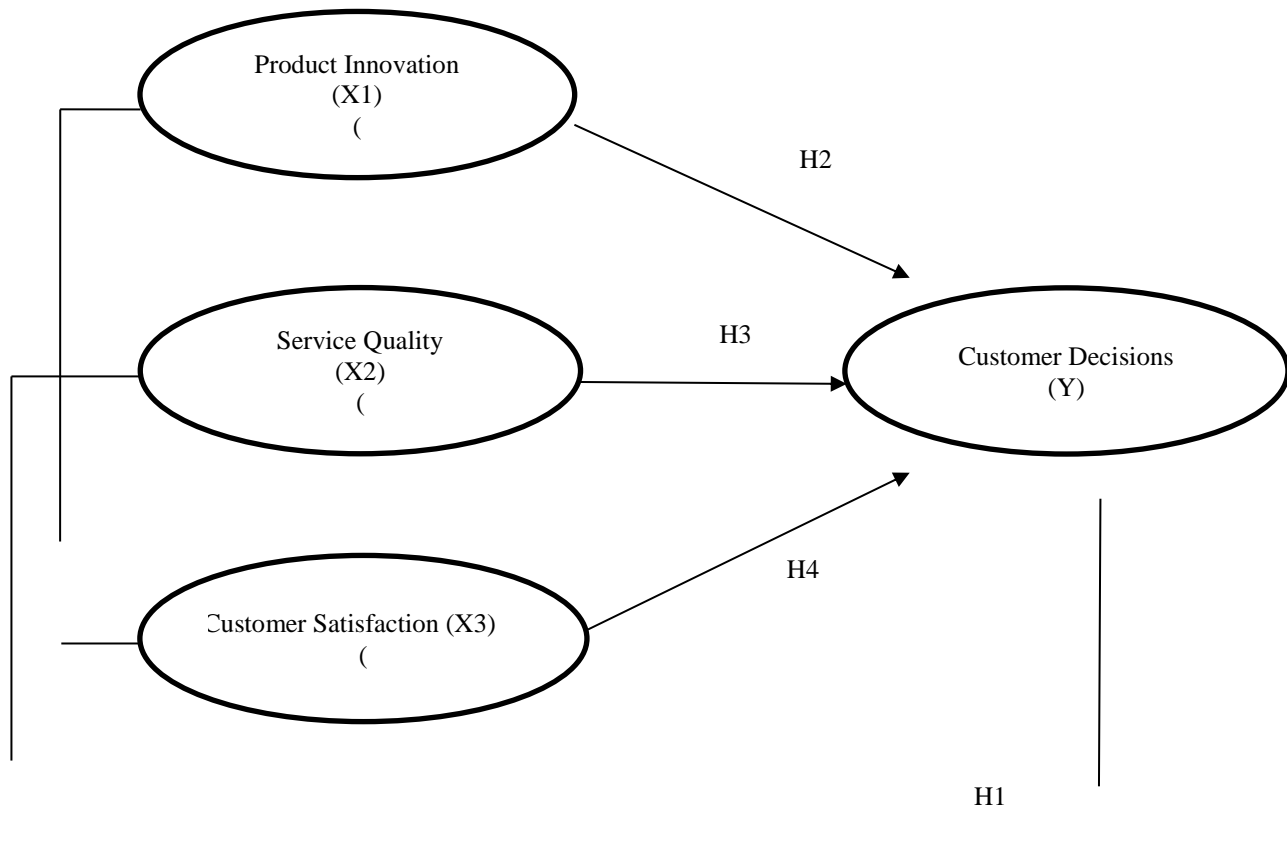 Product Innovation
(X1)
(
H2
Service Quality
(X2)
(
H3
Customer Decisions
(Y)
H4
Customer Satisfaction (X3)
(
H1